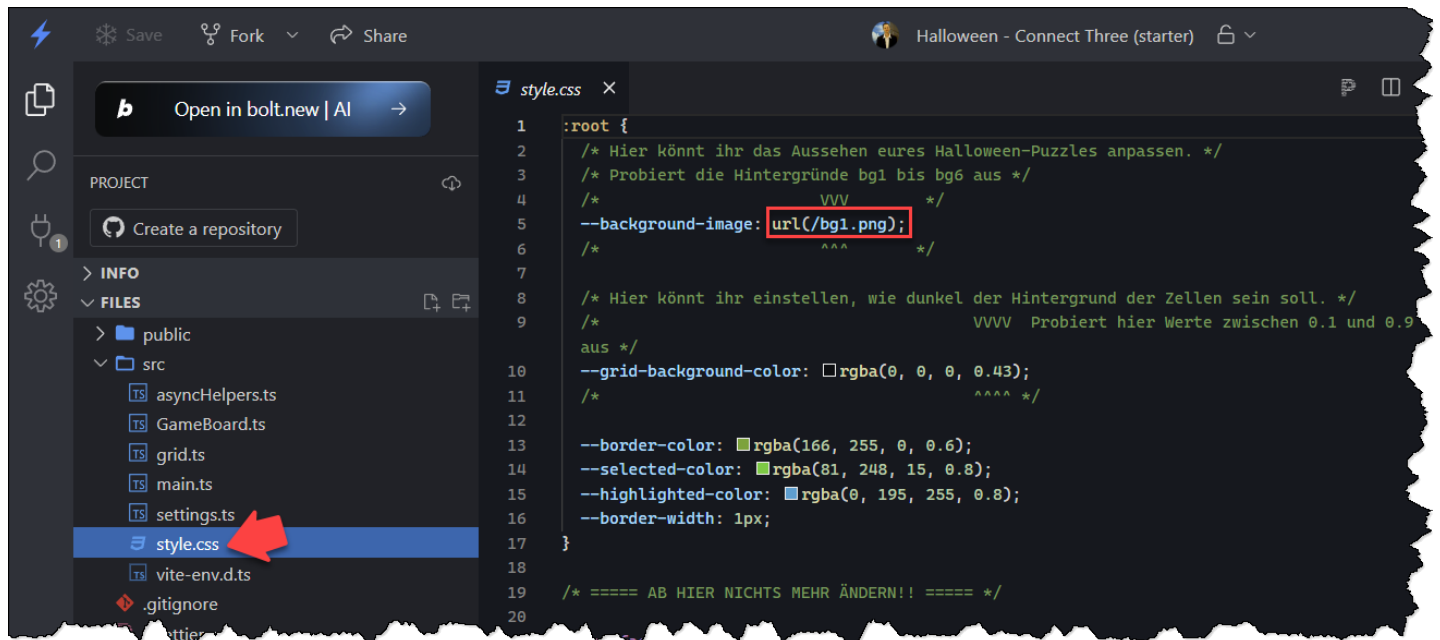 Save Fork Share Halloween - Connect Three (starter)
b Open in bolt.new | AI
PROJECT
Create a repository
1
INFO
FILES
public
src
TS asyncHelpers.ts
TS GameBoard.ts
TS grid.ts
TS main.ts
TS settings.ts
style.css
TS vite-env.d.ts
.gitignore
style.css
1 :root {
2 /* Hier könnt ihr das Aussehen eures Halloween-Puzzles anpassen. */
3 /* Probiert die Hintergründe bg1 bis bg6 aus */
4 /* VVV */
5 --background-image: url(/bg1.png);
6 /* ^^^ */
7
8 /* Hier könnt ihr einstellen, wie dunkel der Hintergrund der Zellen sein soll. */
9 /* VVVV Probiert hier Werte zwischen 0.1 und 0.9
aus */
10 --grid-background-color: rgba(0, 0, 0, 0.43);
11 /* ^^^^ */
12
13 --border-color: rgba(166, 255, 0, 0.6);
14 --selected-color: rgba(81, 248, 15, 0.8);
15 --highlighted-color: rgba(0, 195, 255, 0.8);
16 --border-width: 1px;
17 }
18
19 /* ===== AB HIER NICHTS MEHR ÄNDERN!! ===== */
20